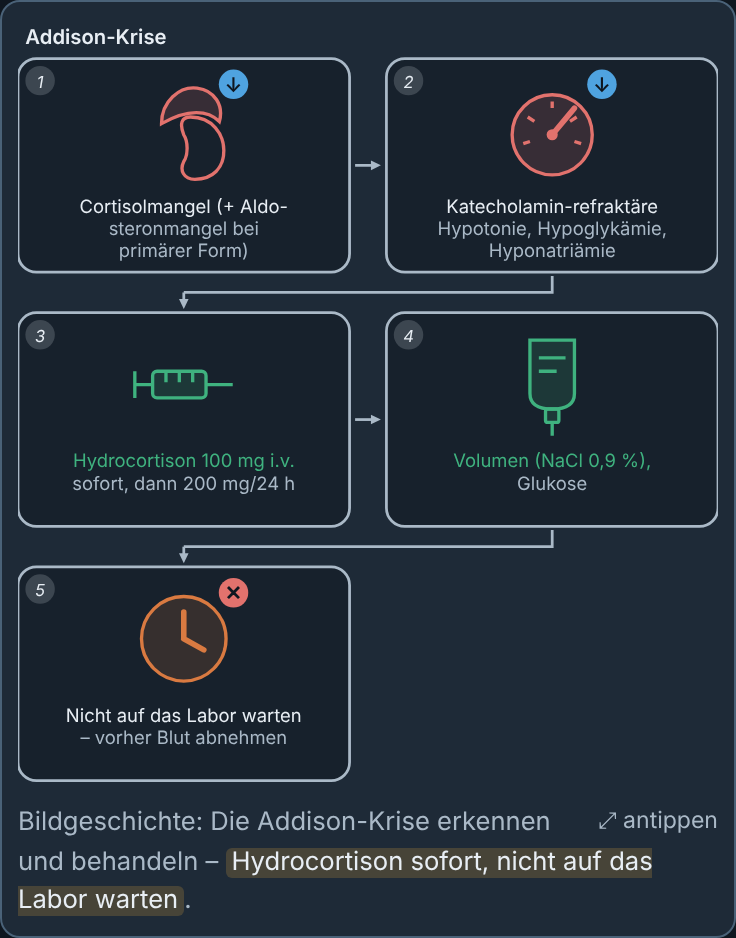 Addison-Krise
1
Cortisolmangel (+ Aldo-
steronmangel bei
primärer Form)
2
Katecholamin-refraktäre
Hypotonie, Hypoglykämie,
Hyponatriämie
3
Hydrocortison 100 mg i.v.
sofort, dann 200 mg/24 h
4
Volumen (NaCl 0,9 %),
Glukose
5
Nicht auf das Labor warten
– vorher Blut abnehmen
Bildgeschichte: Die Addison-Krise erkennen
⤢ antippen
und behandeln – Hydrocortison sofort, nicht auf das
Labor warten.